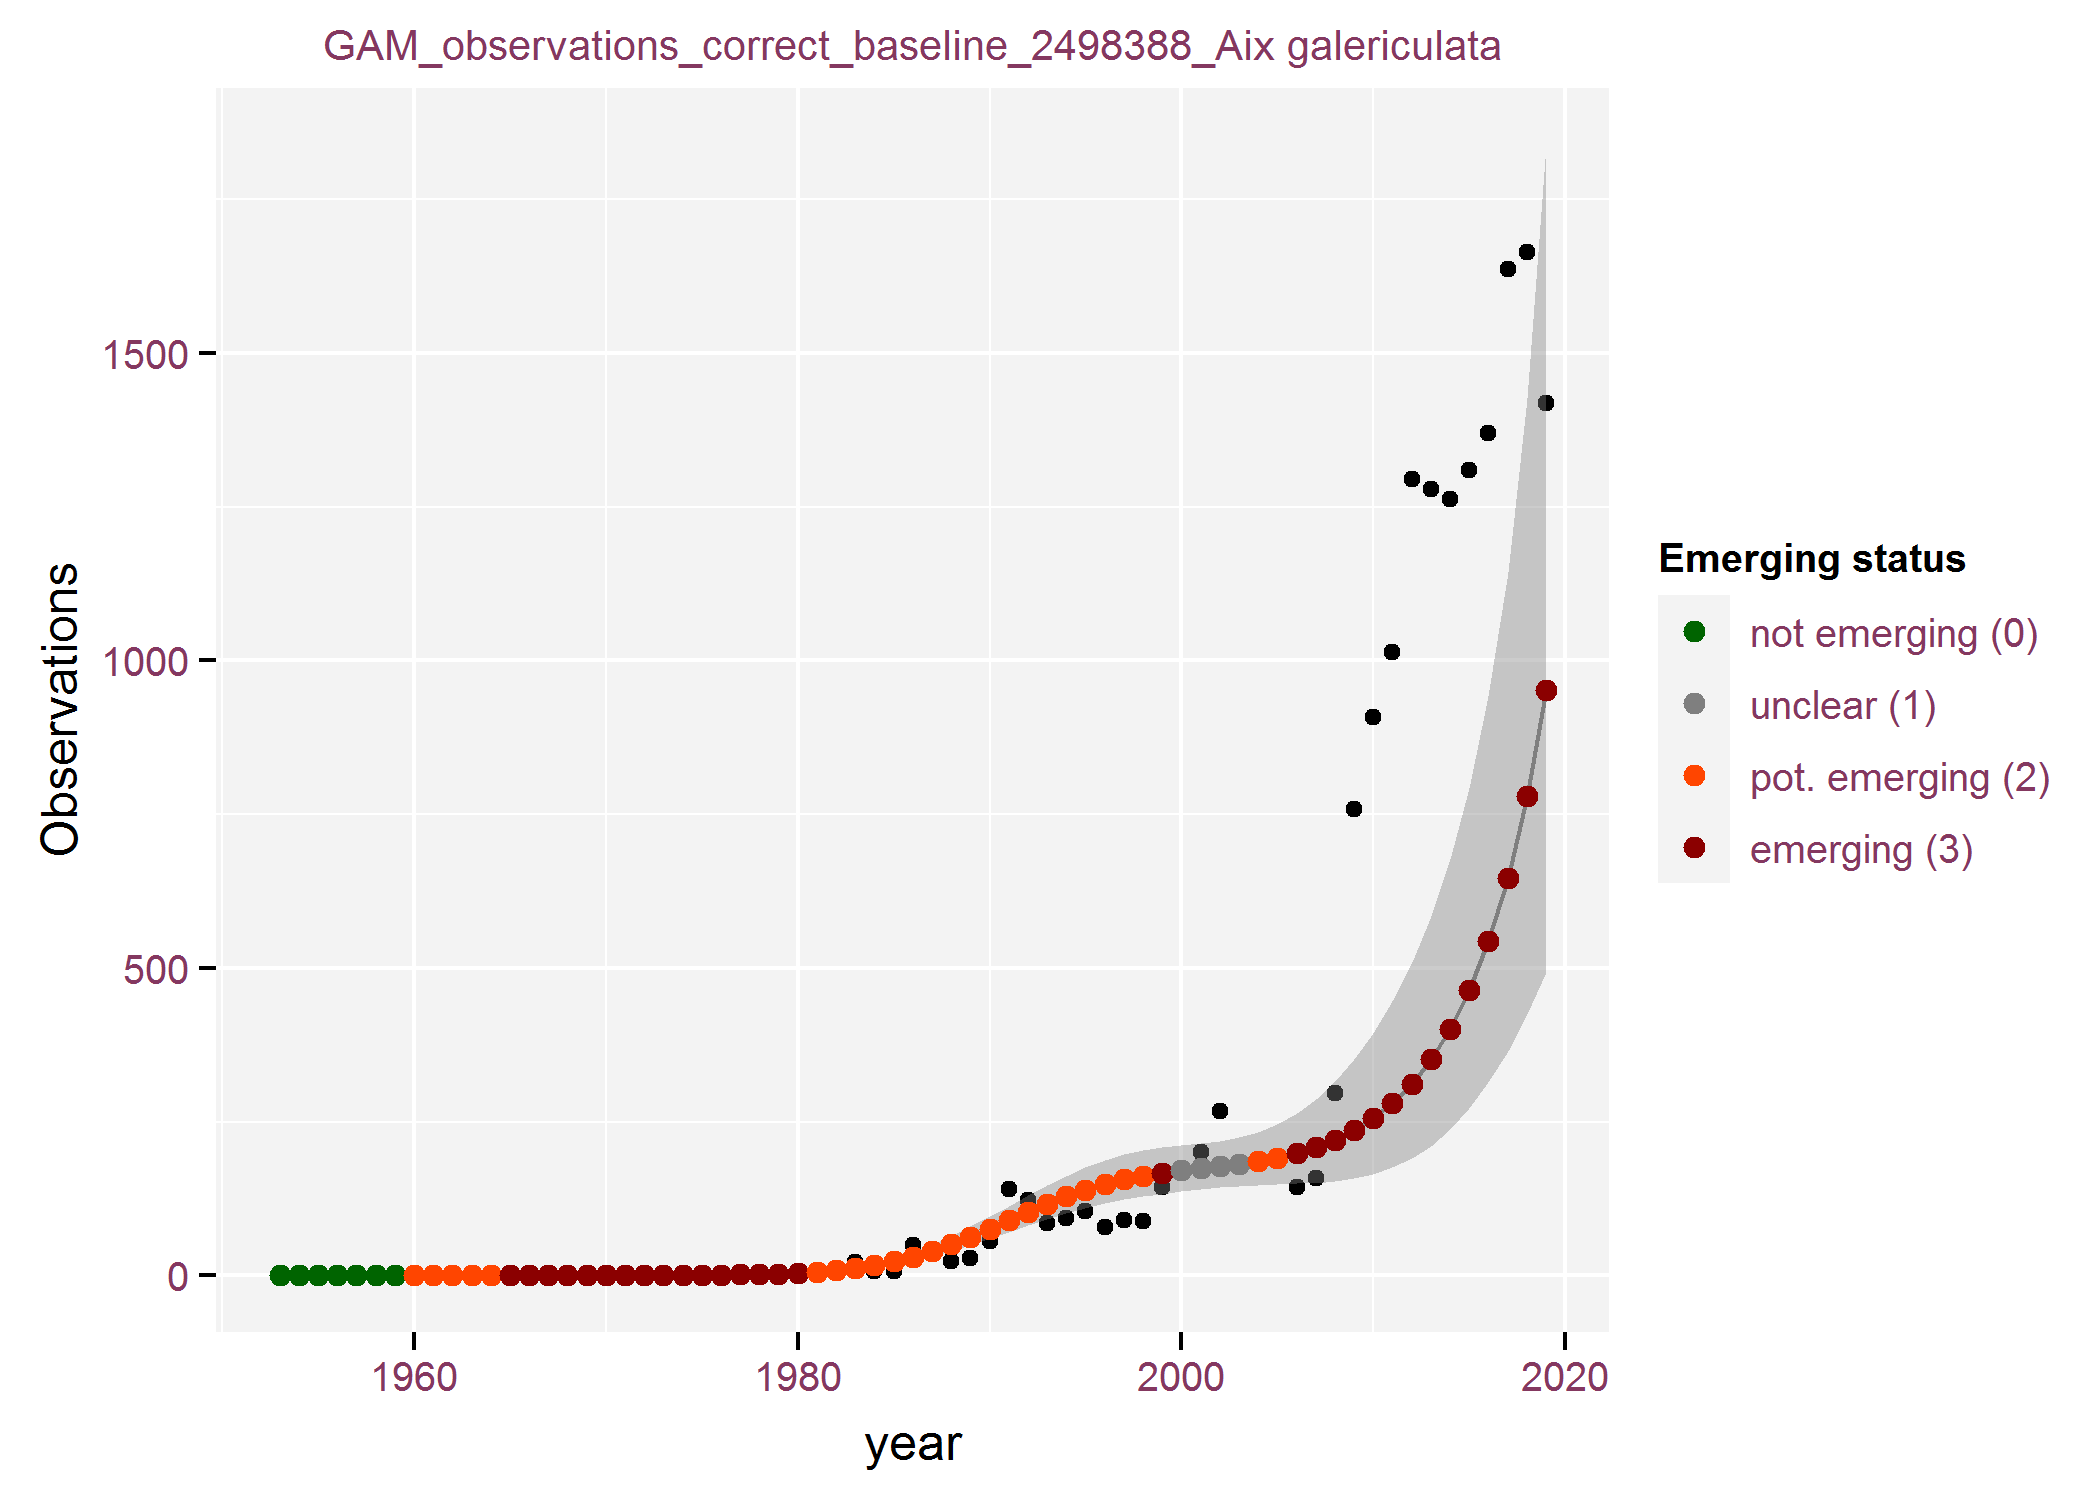 GAM_observations_correct_baseline_2498388_Aix galericulata
Observations
1500
1000
500
0
1960
1980
2000
2020
year
Emerging status
not emerging (0)
unclear (1)
pot. emerging (2)
emerging (3)